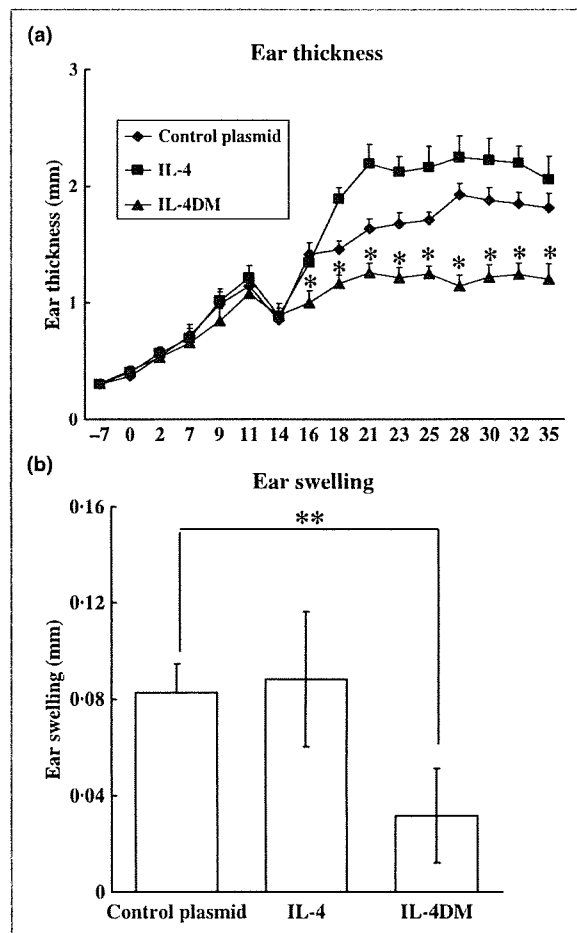 (a)
Ear thickness
3
2
1
0
Ear thickness (mm)
Control plasmid
IL-4
IL-4DM
* * * * * * * * *
-7 0 2 7 9 11 14 16 18 21 23 25 28 30 32 35
(b)
Ear swelling
0·16
0·12
0·08
0·04
0
Ear swelling (mm)
**
Control plasmid IL-4 IL-4DM